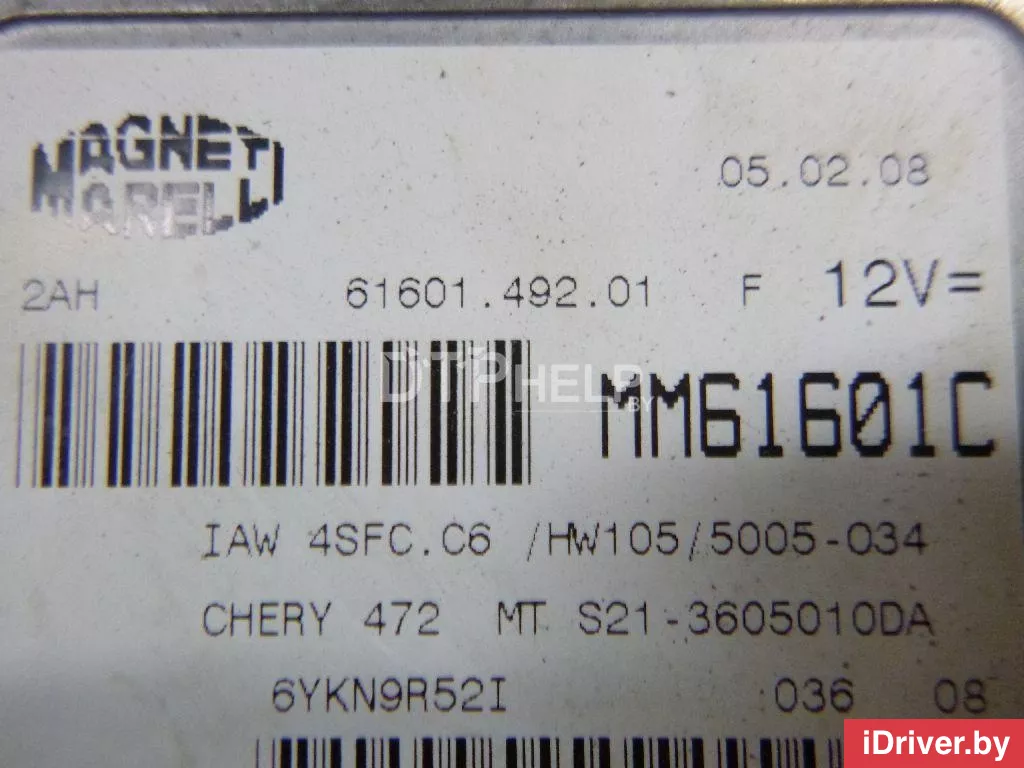 MAGNETI
MARELLI
05.02.08
2AH 61601.492.01 F 12V=
DTPHELP
.BY
MM61601C
IAW 4SFC.C6 /HW105/5005-034
CHERY 472 MT S21-3605010DA
6YKN9R52I 036 08
iDriver.by